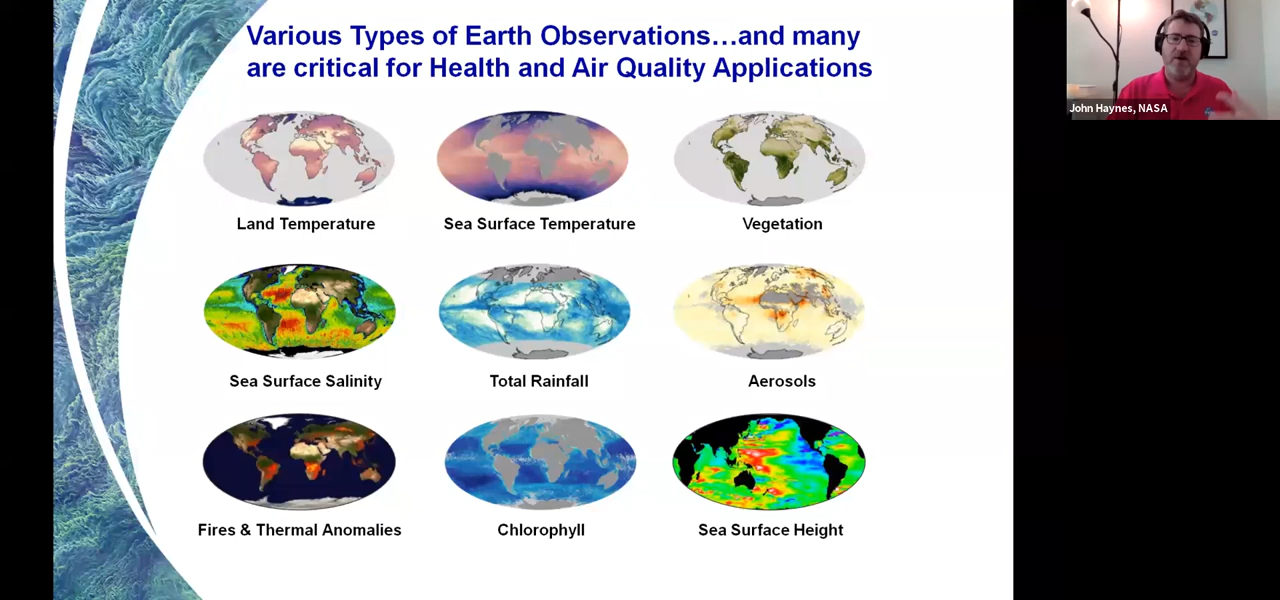 Various Types of Earth Observations…and many
are critical for Health and Air Quality Applications
John Haynes, NASA
Land Temperature
Sea Surface Temperature
Vegetation
Sea Surface Salinity
Total Rainfall
Aerosols
Fires & Thermal Anomalies
Chlorophyll
Sea Surface Height